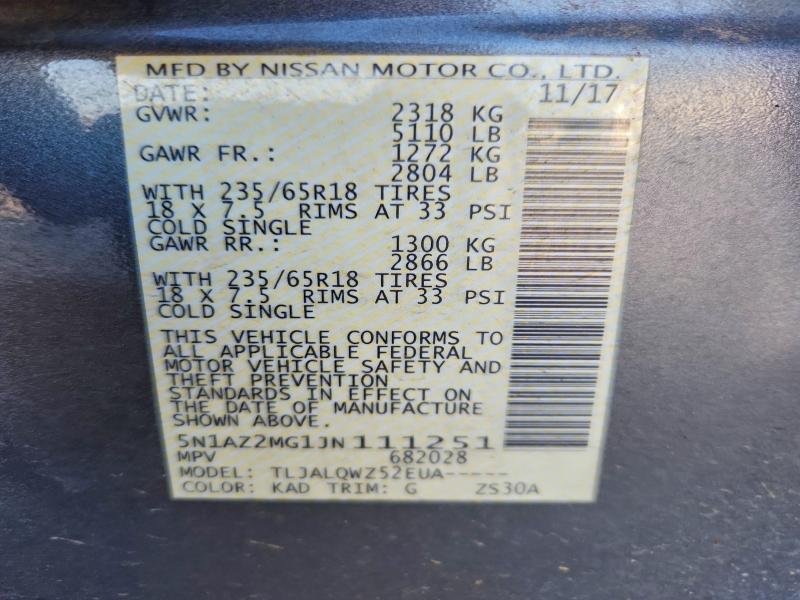 MFD BY NISSAN MOTOR CO., LTD.
DATE: 11/17
GVWR: 2318 KG
5110 LB
GAWR FR.: 1272 KG
2804 LB
WITH 235/65R18 TIRES
18 X 7.5 RIMS AT 33 PSI
COLD SINGLE
GAWR RR.: 1300 KG
2866 LB
WITH 235/65R18 TIRES
18 X 7.5 RIMS AT 33 PSI
COLD SINGLE
THIS VEHICLE CONFORMS TO
ALL APPLICABLE FEDERAL
MOTOR VEHICLE SAFETY AND
THEFT PREVENTION
STANDARDS IN EFFECT ON
THE DATE OF MANUFACTURE
SHOWN ABOVE.
5N1AZ2MG1JN111251
MPV 682028
MODEL: TLJALQWZ52EUA-----
COLOR: KAD TRIM: G ZS30A